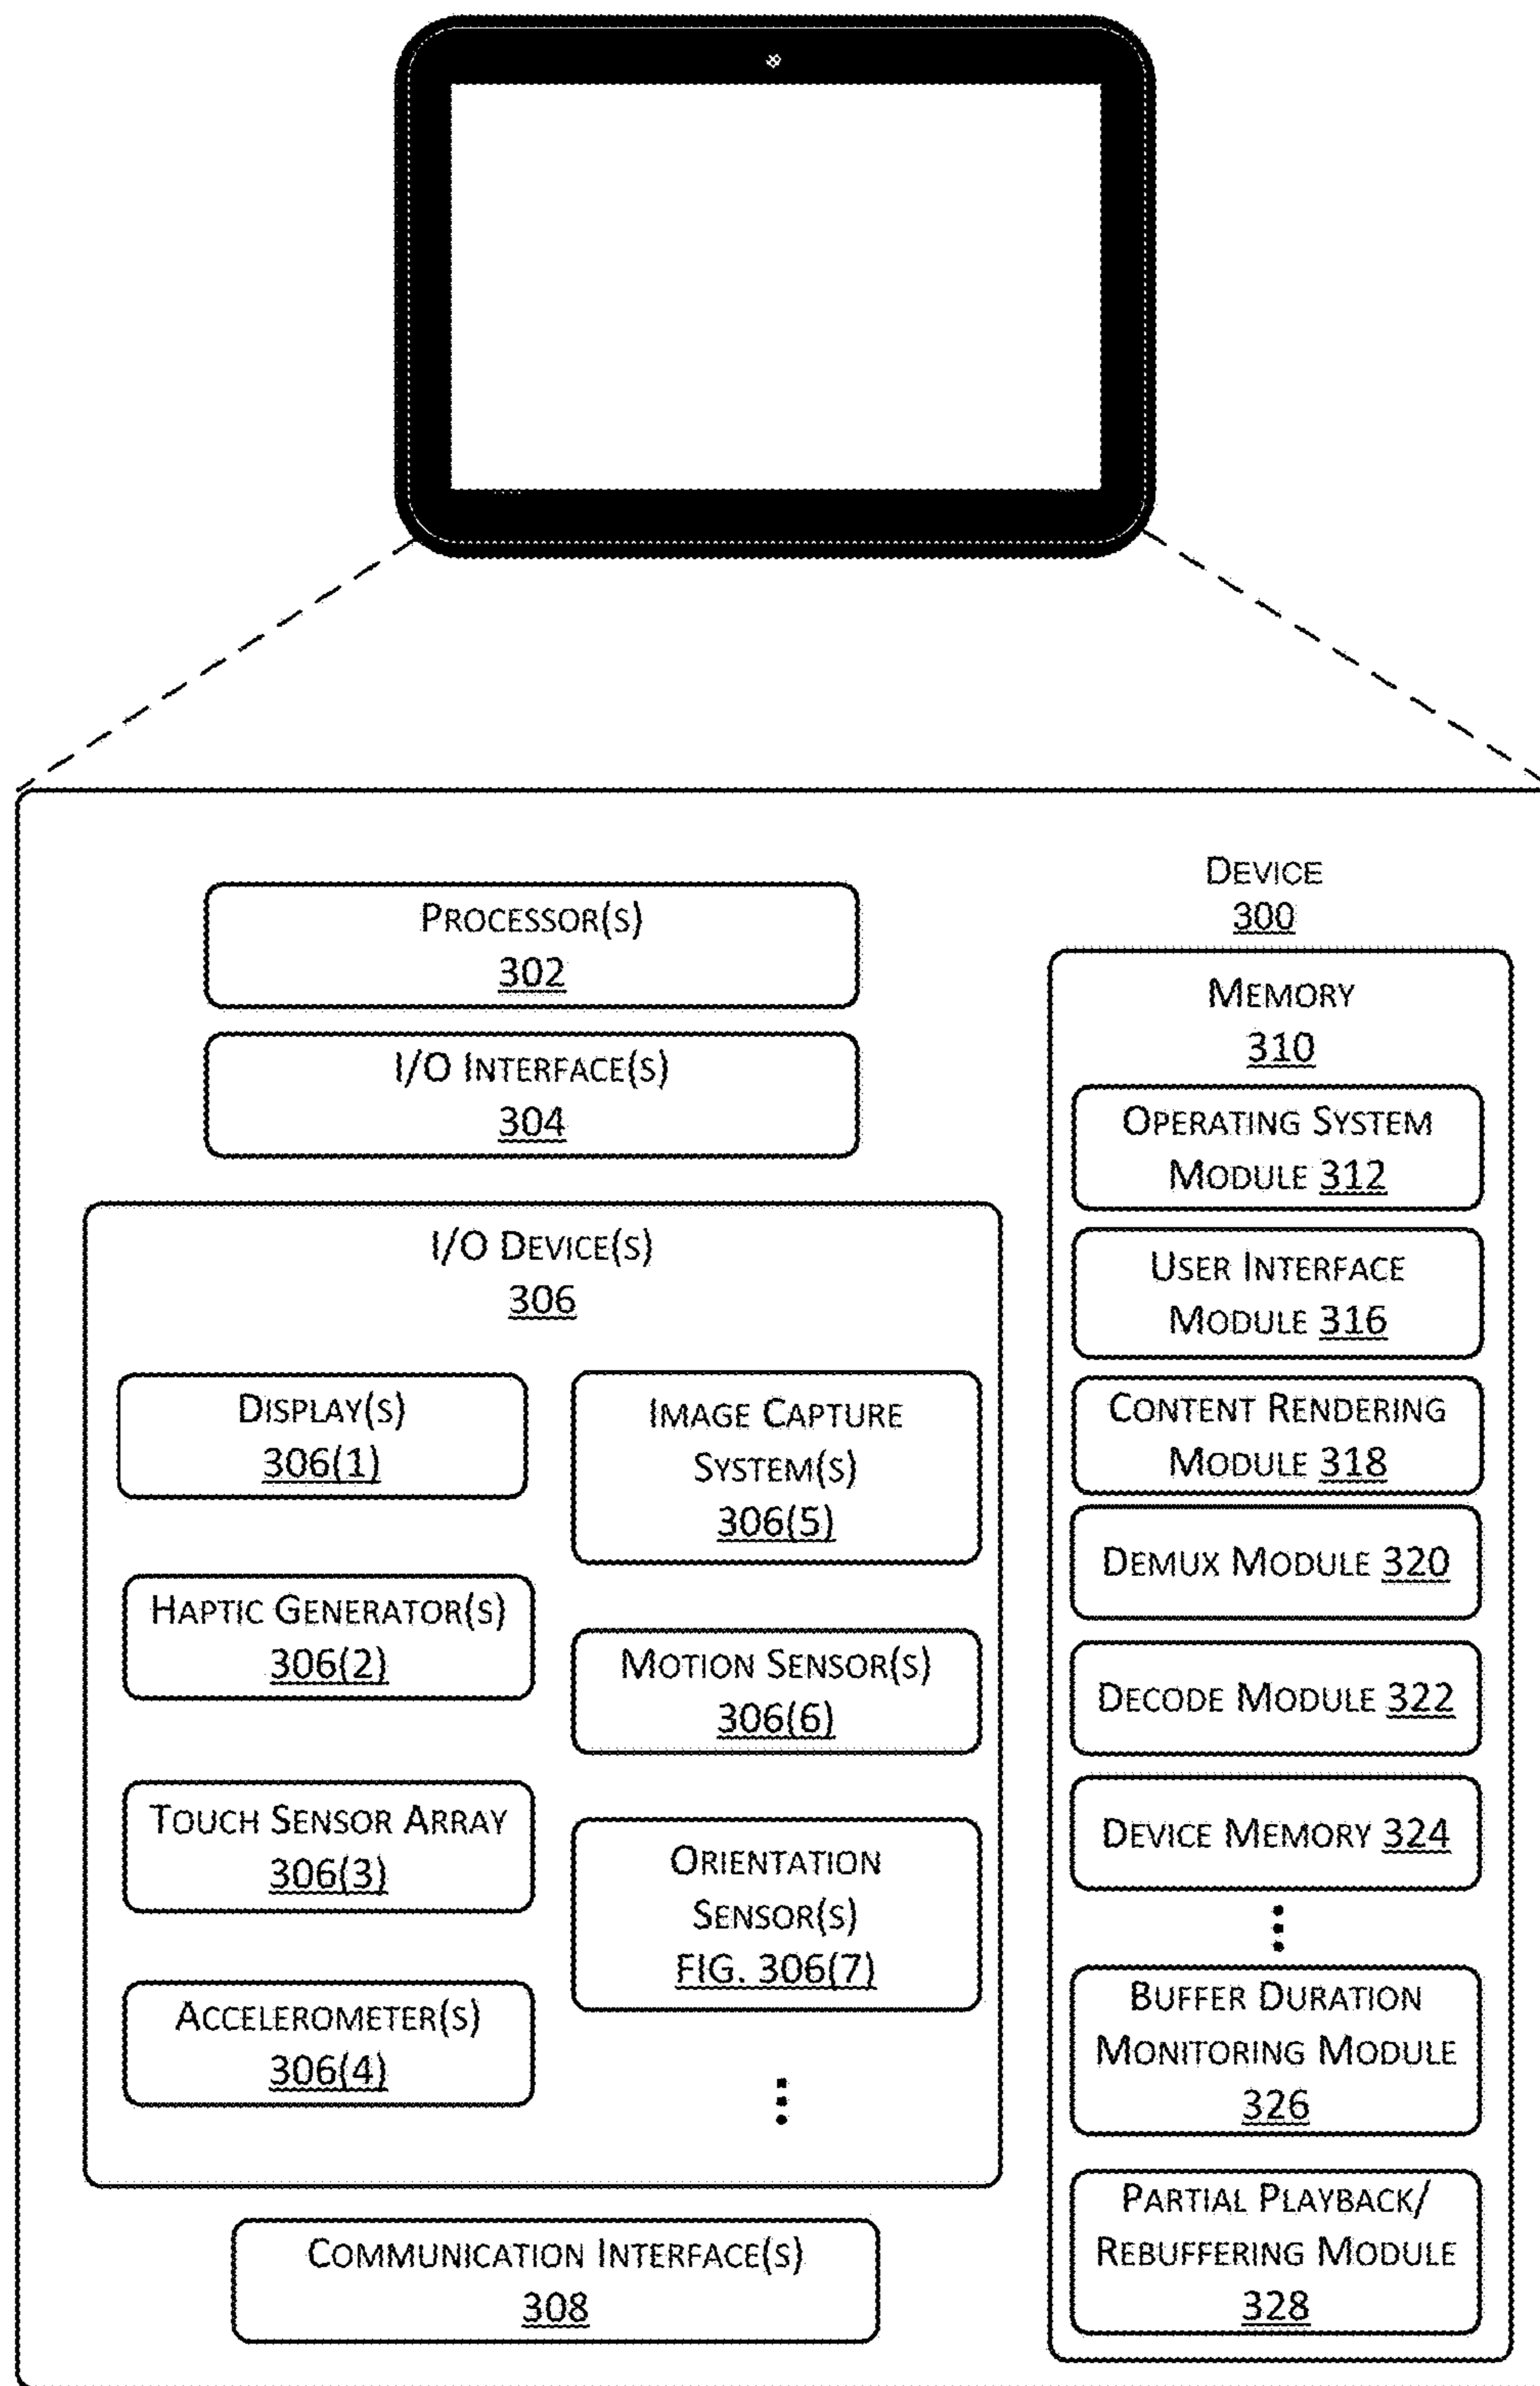 DEVICE
300
PROCESSOR(S)
302
I/O INTERFACE(S)
304
I/O DEVICE(S)
306
DISPLAY(S)
306(1)
HAPTIC GENERATOR(S)
306(2)
TOUCH SENSOR ARRAY
306(3)
ACCELEROMETER(S)
306(4)
IMAGE CAPTURE
SYSTEM(S)
306(5)
MOTION SENSOR(S)
306(6)
ORIENTATION
SENSOR(S)
FIG. 306(7)
COMMUNICATION INTERFACE(S)
308
MEMORY
310
OPERATING SYSTEM
MODULE 312
USER INTERFACE
MODULE 316
CONTENT RENDERING
MODULE 318
DEMUX MODULE 320
DECODE MODULE 322
DEVICE MEMORY 324
BUFFER DURATION
MONITORING MODULE
326
PARTIAL PLAYBACK/
REBUFFERING MODULE
328